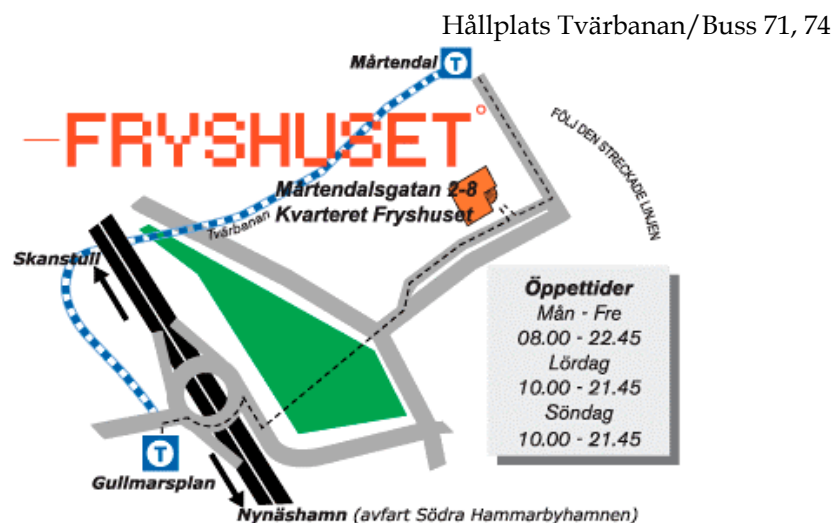 Hållplats Tvärbanan/Buss 71, 74
Mårtendal T
FRYSHUSET
FÖLJ DEN STRECKADE LINJEN
Mårtendalsgatan 2-8
Kvarteret Fryshuset
Tvärbanan
Skanstull
Öppettider
Mån - Fre
08.00 - 22.45
Lördag
10.00 - 21.45
Söndag
10.00 - 21.45
T
Gullmarsplan
Nynäshamn (avfart Södra Hammarbyhamnen)